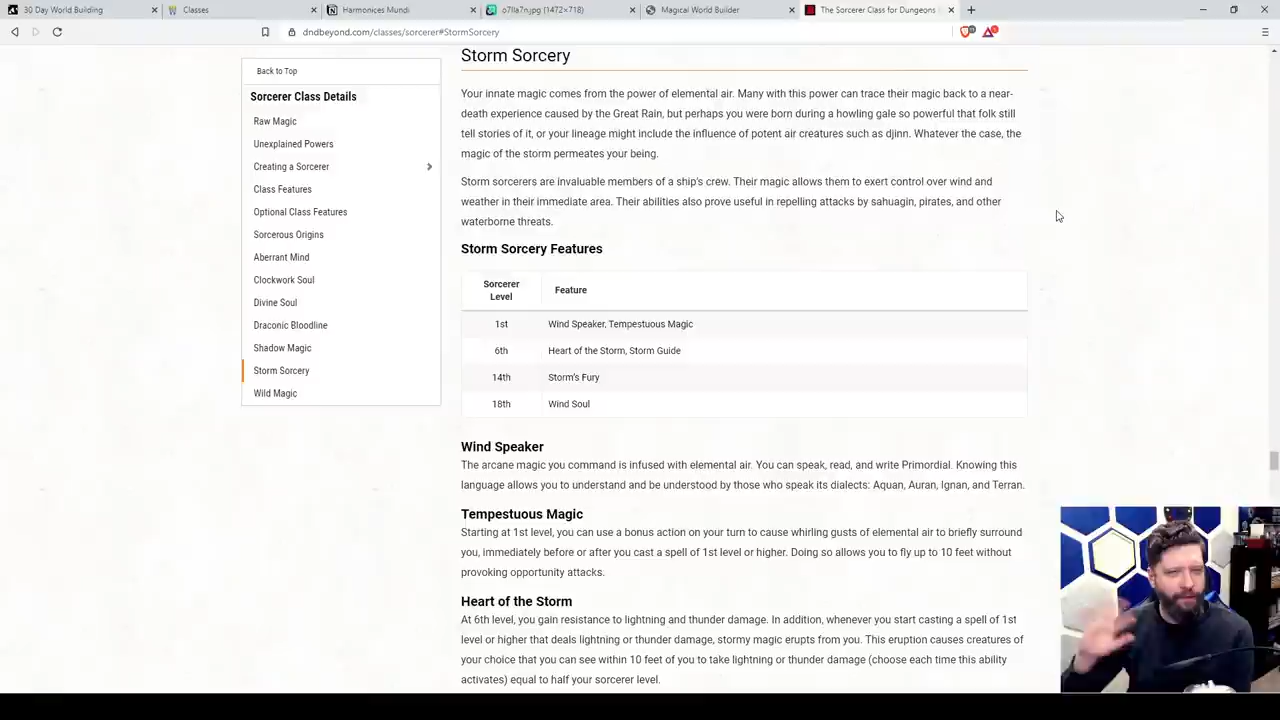 30 Day World Building
Classes
Harmonices Mundi
o7lla7n.jpg (1472×718)
Magical World Builder
The Sorcerer Class for Dungeons
dndbeyond.com/classes/sorcerer#StormSorcery
Back to Top
Sorcerer Class Details
Raw Magic
Unexplained Powers
Creating a Sorcerer
Class Features
Optional Class Features
Sorcerous Origins
Aberrant Mind
Clockwork Soul
Divine Soul
Draconic Bloodline
Shadow Magic
Storm Sorcery
Wild Magic
Storm Sorcery
Your innate magic comes from the power of elemental air. Many with this power can trace their magic back to a near-
death experience caused by the Great Rain, but perhaps you were born during a howling gale so powerful that folk still
tell stories of it, or your lineage might include the influence of potent air creatures such as djinn. Whatever the case, the
magic of the storm permeates your being.
Storm sorcerers are invaluable members of a ship's crew. Their magic allows them to exert control over wind and
weather in their immediate area. Their abilities also prove useful in repelling attacks by sahuagin, pirates, and other
waterborne threats.
Storm Sorcery Features
Sorcerer
Level
Feature
1st Wind Speaker, Tempestuous Magic
6th Heart of the Storm, Storm Guide
14th Storm's Fury
18th Wind Soul
Wind Speaker
The arcane magic you command is infused with elemental air. You can speak, read, and write Primordial. Knowing this
language allows you to understand and be understood by those who speak its dialects: Aquan, Auran, Ignan, and Terran.
Tempestuous Magic
Starting at 1st level, you can use a bonus action on your turn to cause whirling gusts of elemental air to briefly surround
you, immediately before or after you cast a spell of 1st level or higher. Doing so allows you to fly up to 10 feet without
provoking opportunity attacks.
Heart of the Storm
At 6th level, you gain resistance to lightning and thunder damage. In addition, whenever you start casting a spell of 1st
level or higher that deals lightning or thunder damage, stormy magic erupts from you. This eruption causes creatures of
your choice that you can see within 10 feet of you to take lightning or thunder damage (choose each time this ability
activates) equal to half your sorcerer level.